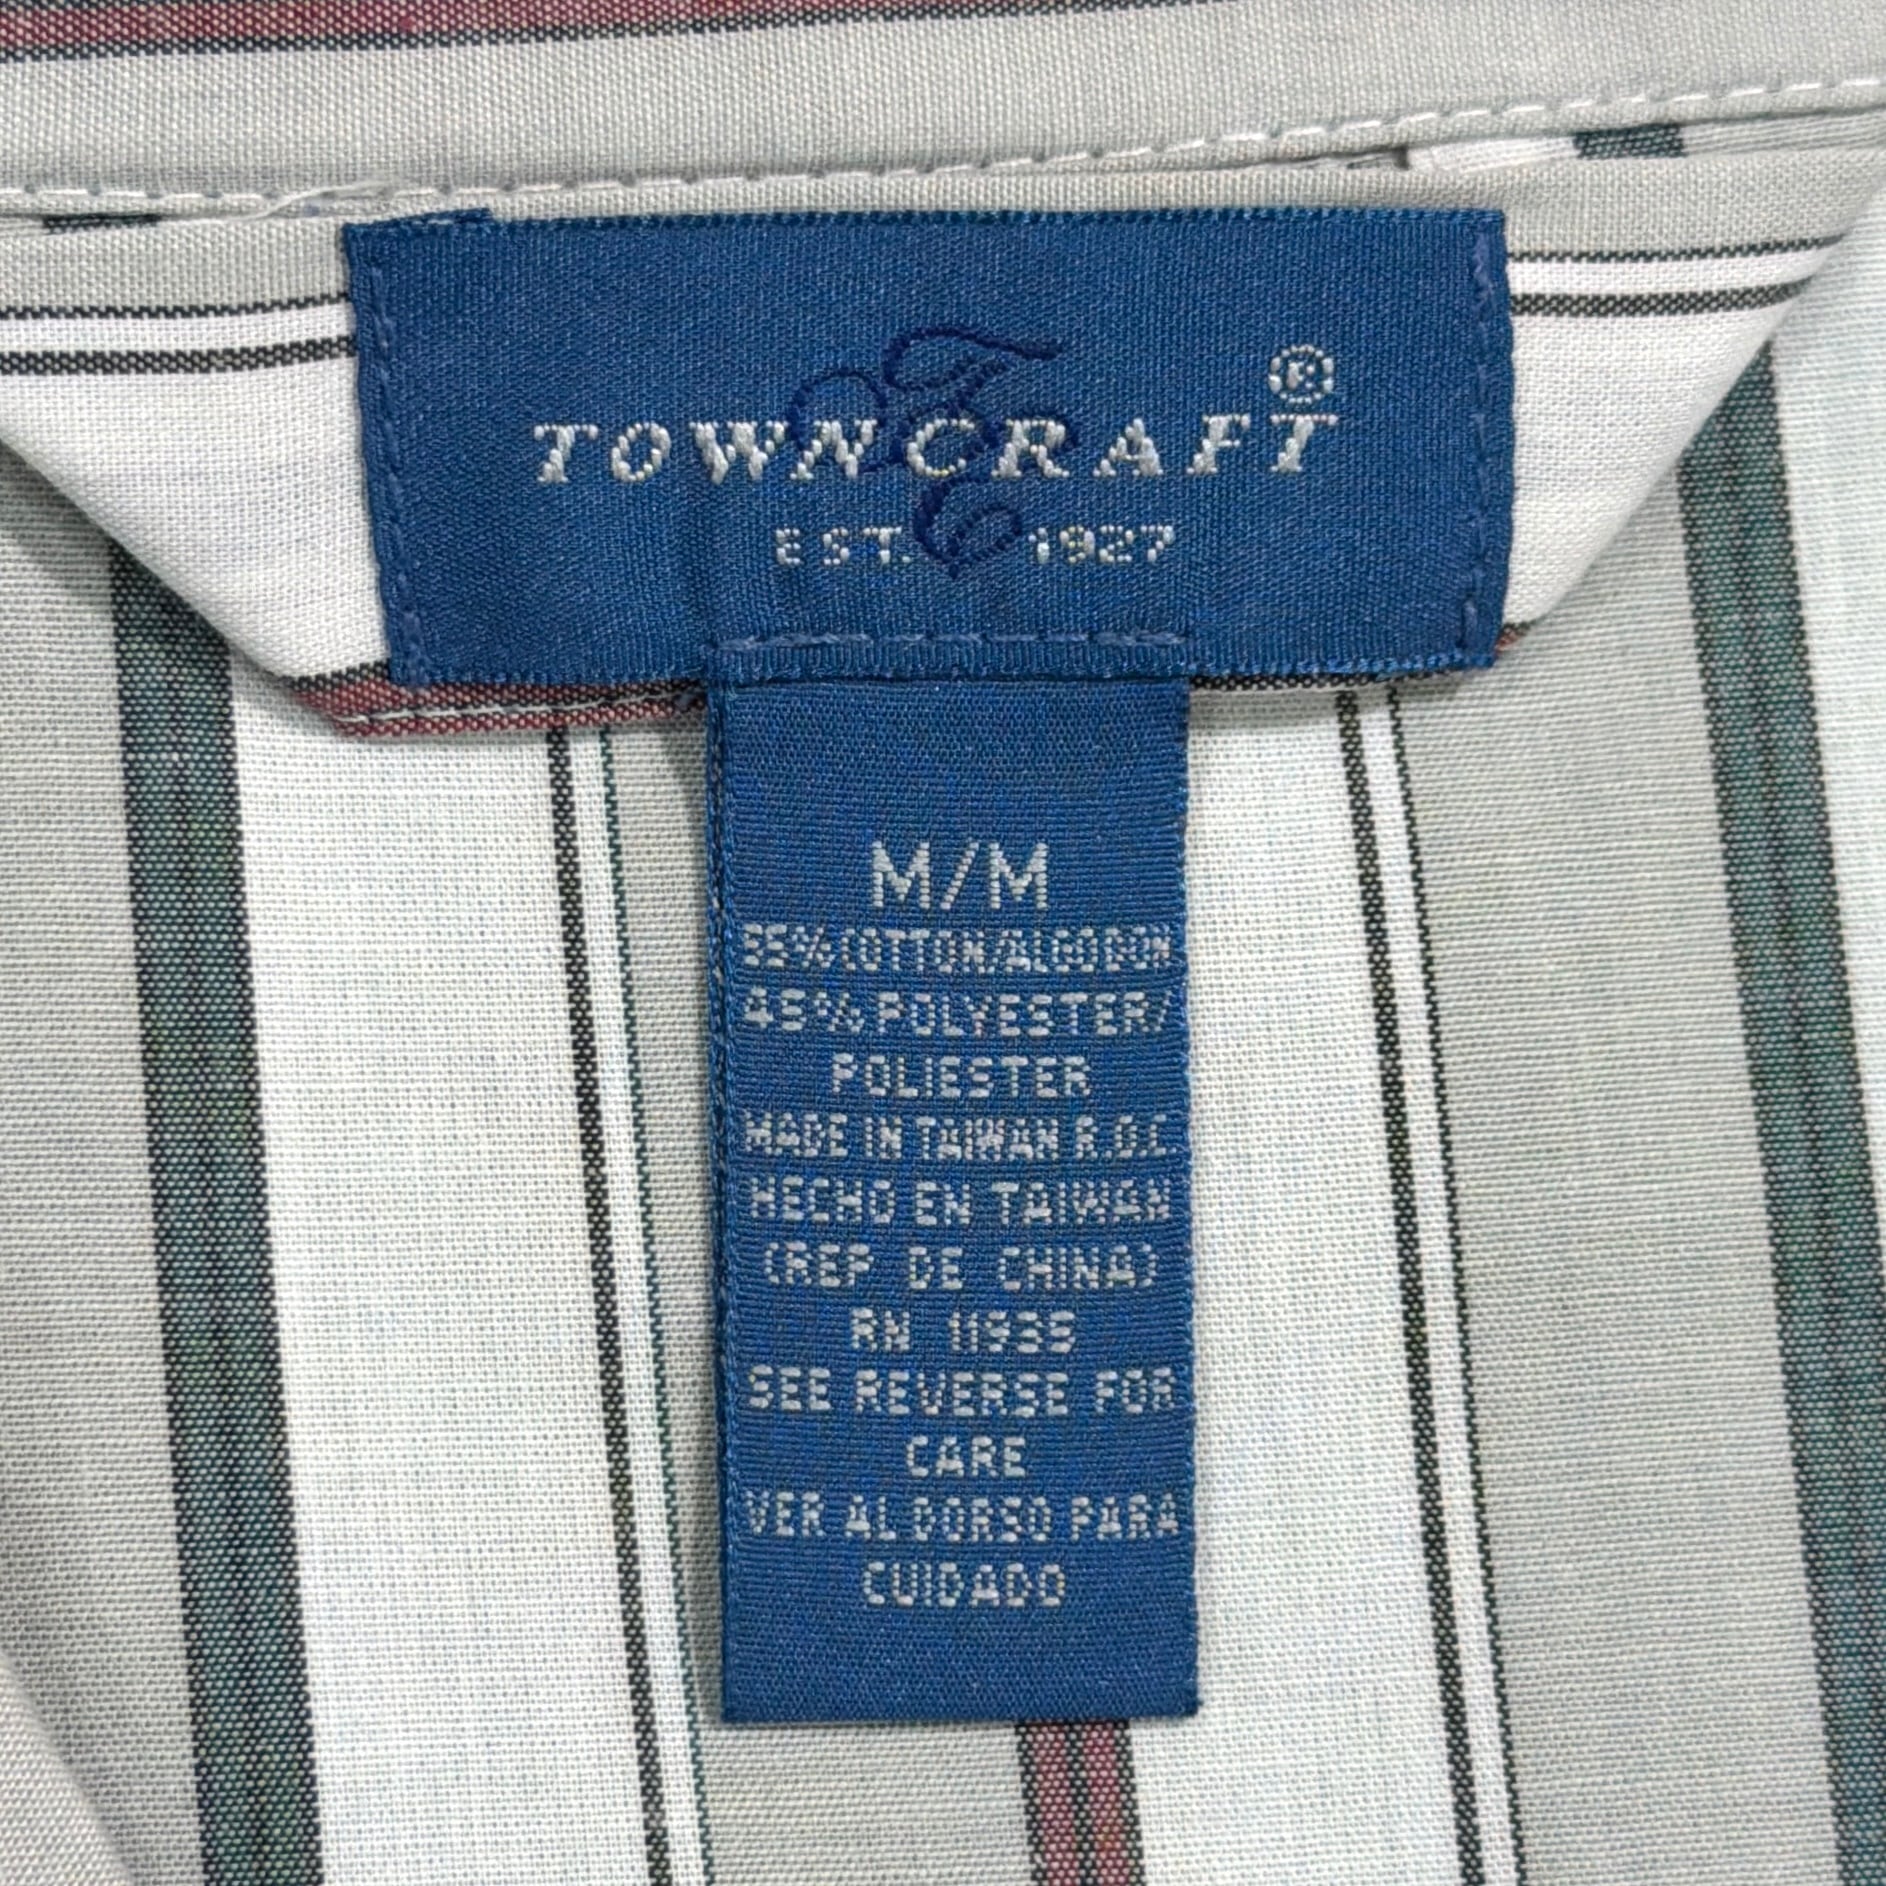 TOWNCRAFT®
EST. 1927
M/M
55% COTTON/ALGODON
45% POLYESTER/
POLIESTER
MADE IN TAIWAN R.O.C
HECHO EN TAIWAN
(REP DE CHINA)
RN 11935
SEE REVERSE FOR
CARE
VER AL DORSO PARA
CUIDADO